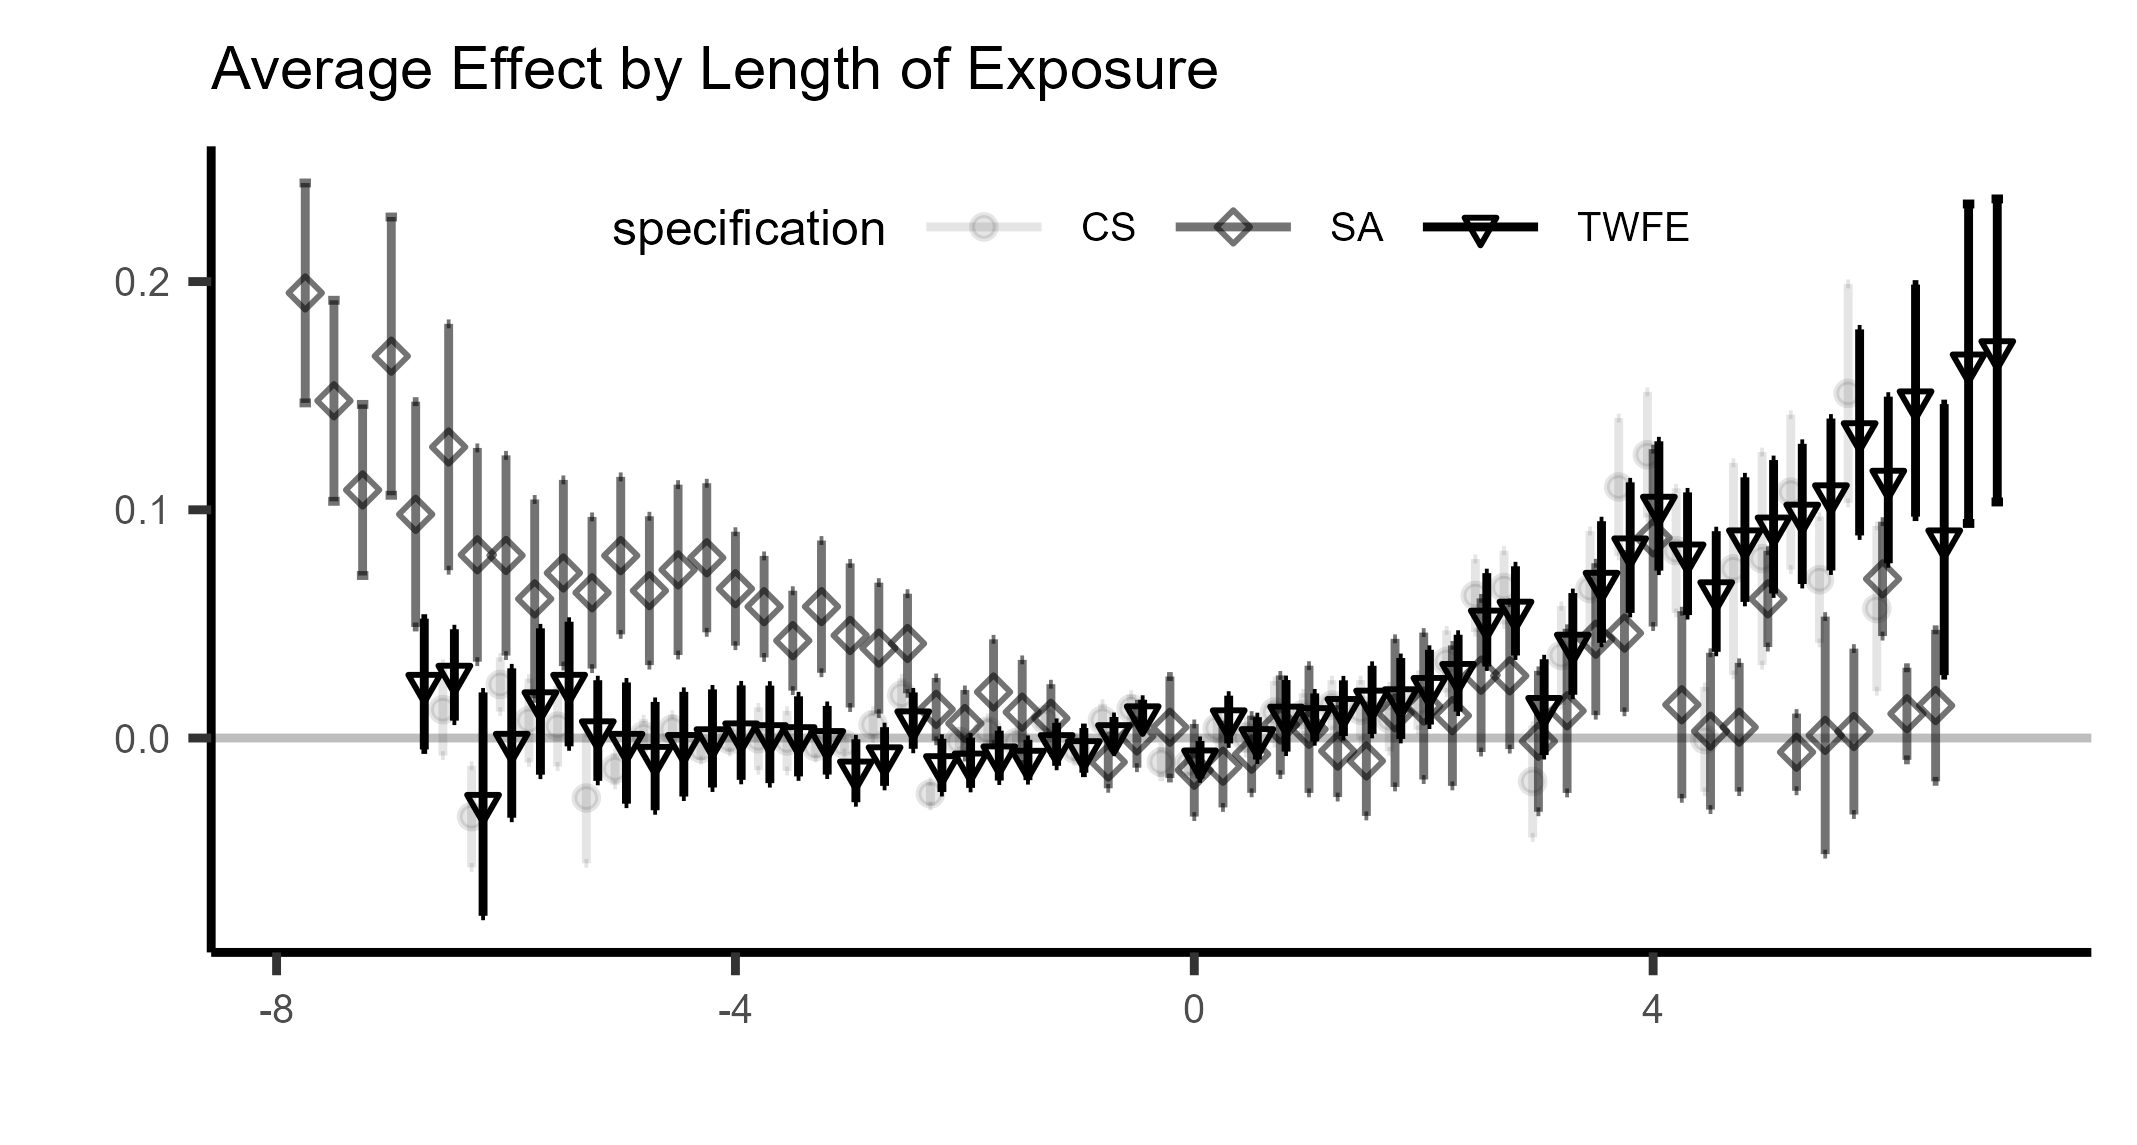 Average Effect by Length of Exposure
specification CS SA TWFE
0.2
0.1
0.0
-8 -4 0 4